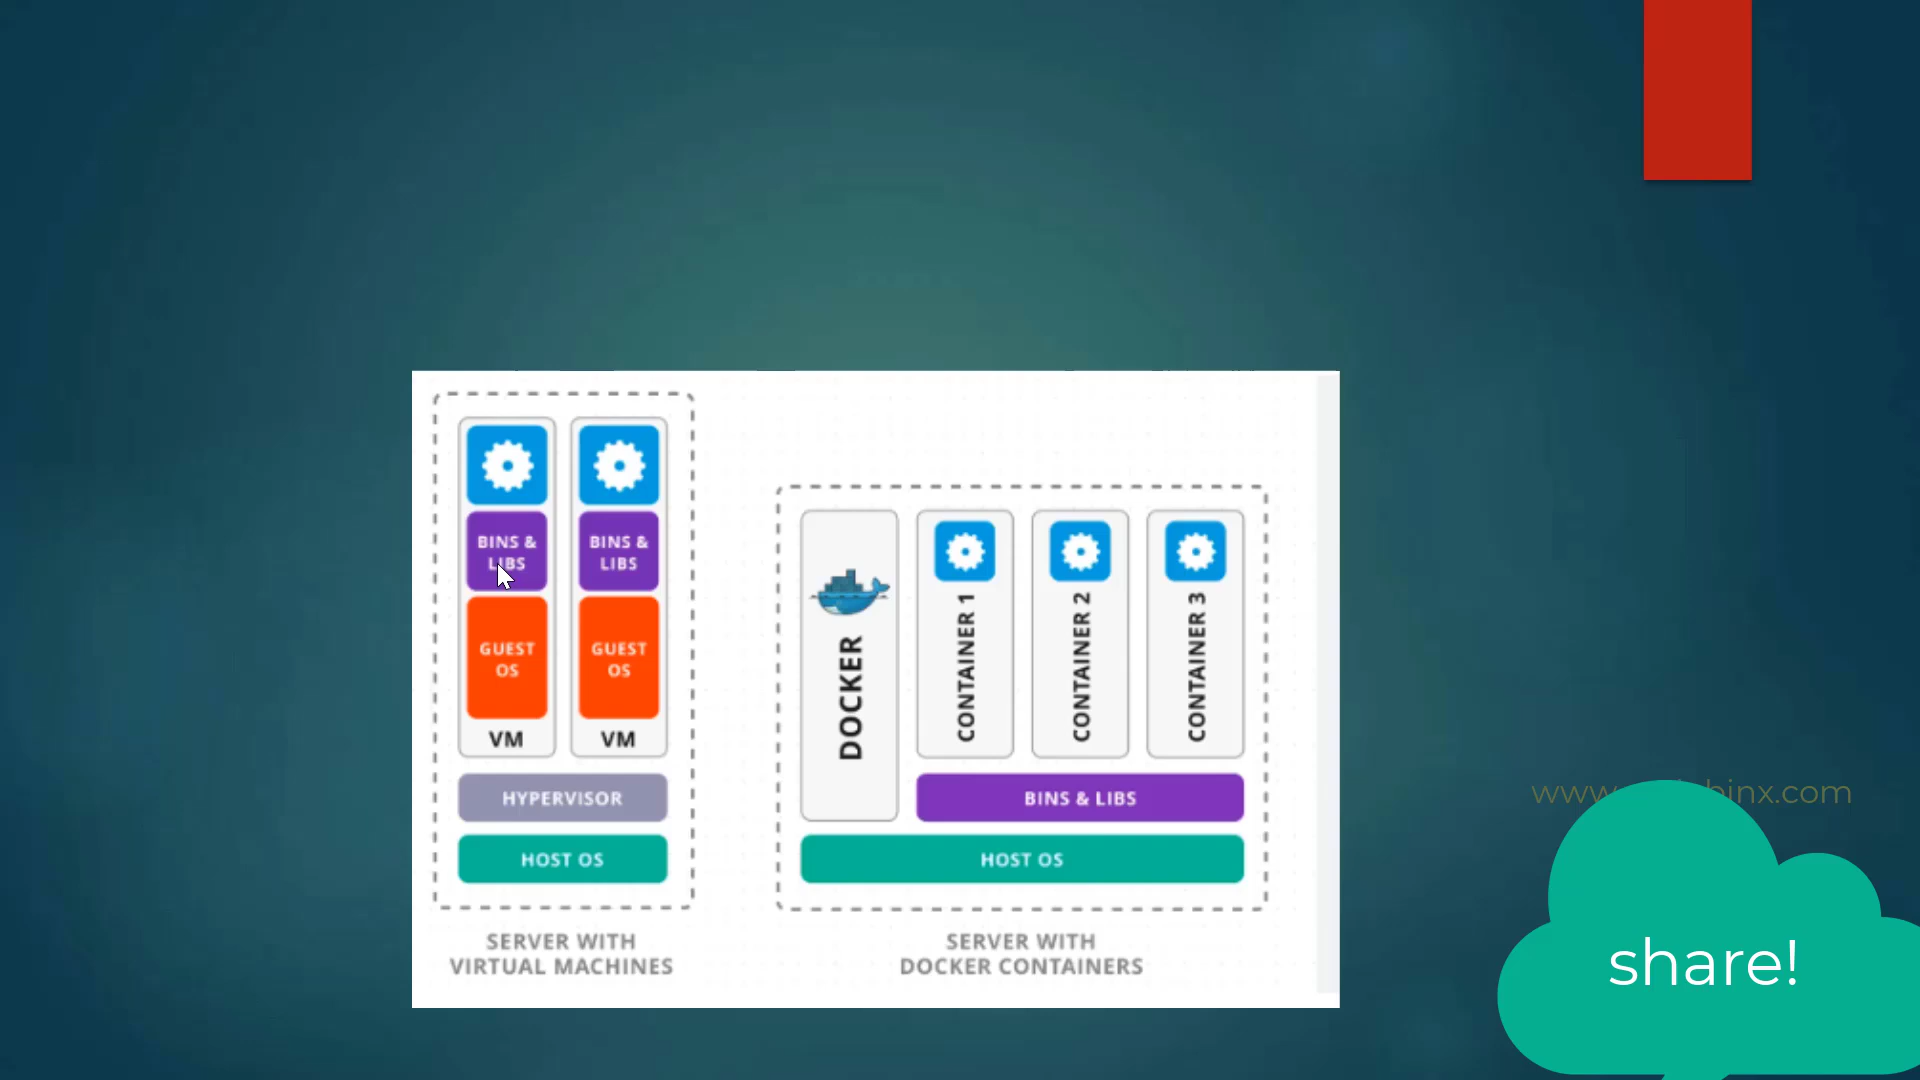 BINS &
LIBS
BINS &
LIBS
GUEST
OS
GUEST
OS
VM
VM
HYPERVISOR
HOST OS
SERVER WITH
VIRTUAL MACHINES
DOCKER
CONTAINER 1
CONTAINER 2
CONTAINER 3
BINS & LIBS
HOST OS
SERVER WITH
DOCKER CONTAINERS
share!